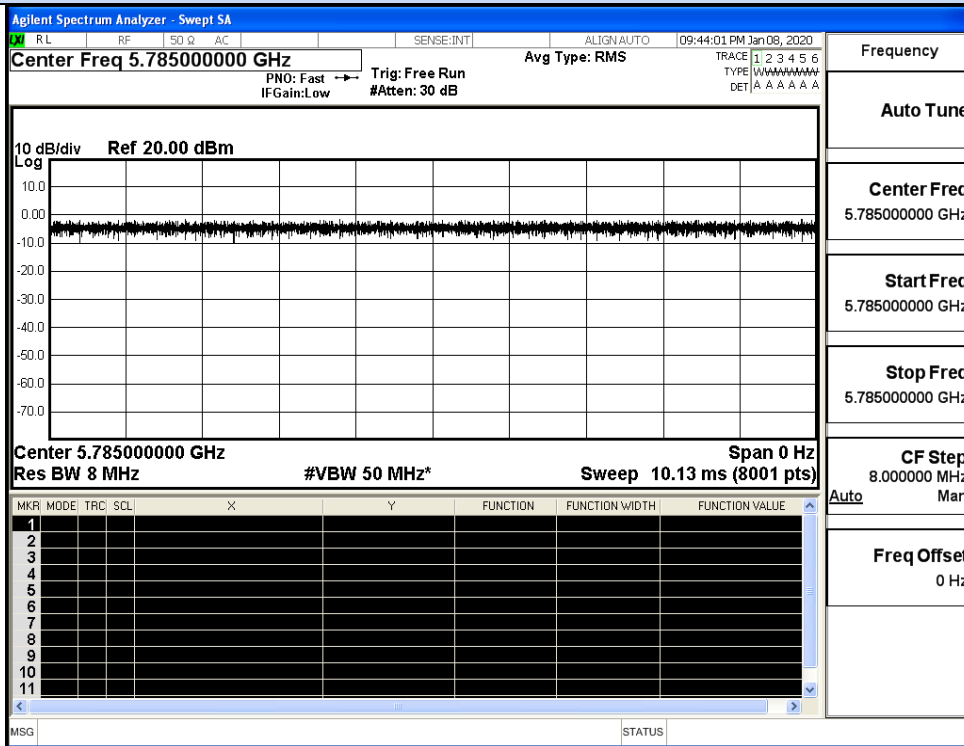 Agilent Spectrum Analyzer - Swept SA
LXI RL RF 50 Ω AC SENSE:INT ALIGN AUTO 09:44:01 PM Jan 08, 2020
Center Freq 5.785000000 GHz
PNO: Fast
IFGain:Low
Trig: Free Run
#Atten: 30 dB
Avg Type: RMS
TRACE 1 2 3 4 5 6
TYPE WWWWWW
DET A A A A A A
10 dB/div Ref 20.00 dBm
Log
10.0
0.00
-10.0
-20.0
-30.0
-40.0
-50.0
-60.0
-70.0
Center 5.785000000 GHz Span 0 Hz
Res BW 8 MHz #VBW 50 MHz* Sweep 10.13 ms (8001 pts)
MKR MODE TRC SCL X Y FUNCTION FUNCTION WIDTH FUNCTION VALUE
1
2
3
4
5
6
7
8
9
10
11
MSG STATUS
Frequency
Auto Tune
Center Freq
5.785000000 GHz
Start Freq
5.785000000 GHz
Stop Freq
5.785000000 GHz
CF Step
8.000000 MHz
Auto Man
Freq Offset
0 Hz